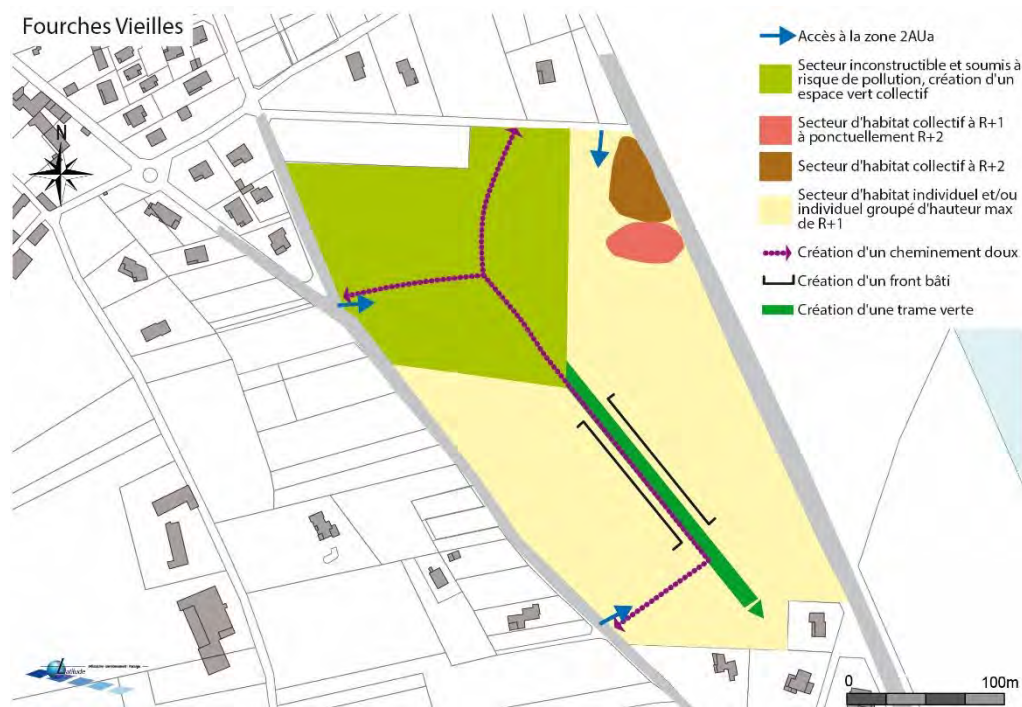 Fourches Vieilles
N
Accès à la zone 2AUa
Secteur inconstructible et soumis à
risque de pollution, création d'un
espace vert collectif
Secteur d'habitat collectif à R+1
à ponctuellement R+2
Secteur d'habitat collectif à R+2
Secteur d'habitat individuel et/ou
individuel groupé d'hauteur max
de R+1
Création d'un cheminement doux
Création d'un front bâti
Création d'une trame verte
Latitude
0 100m